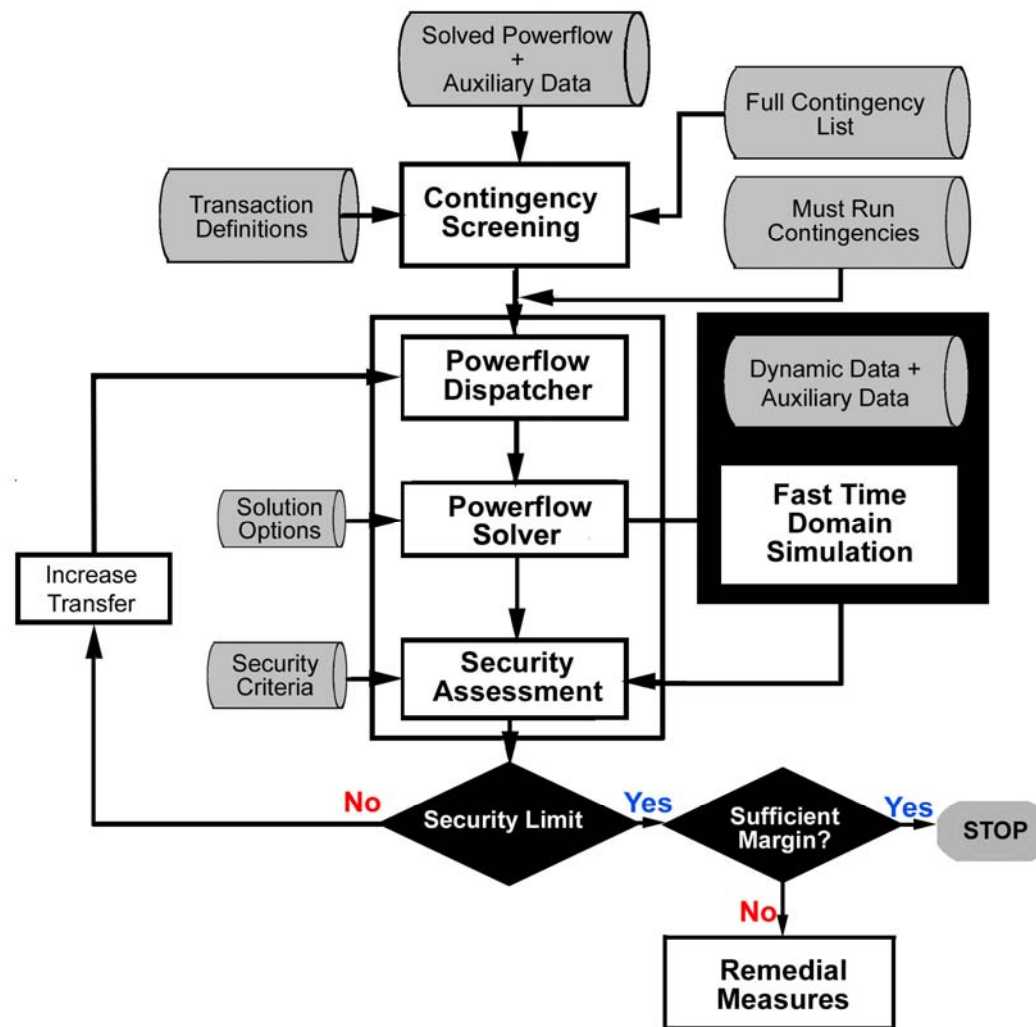 Solved Powerflow
+
Auxiliary Data
Full Contingency
List
Transaction
Definitions
Contingency
Screening
Must Run
Contingencies
Powerflow
Dispatcher
Dynamic Data +
Auxiliary Data
Solution
Options
Powerflow
Solver
Fast Time
Domain
Simulation
Increase
Transfer
Security
Criteria
Security
Assessment
No
Security Limit
Yes
Sufficient
Margin?
Yes
STOP
No
Remedial
Measures